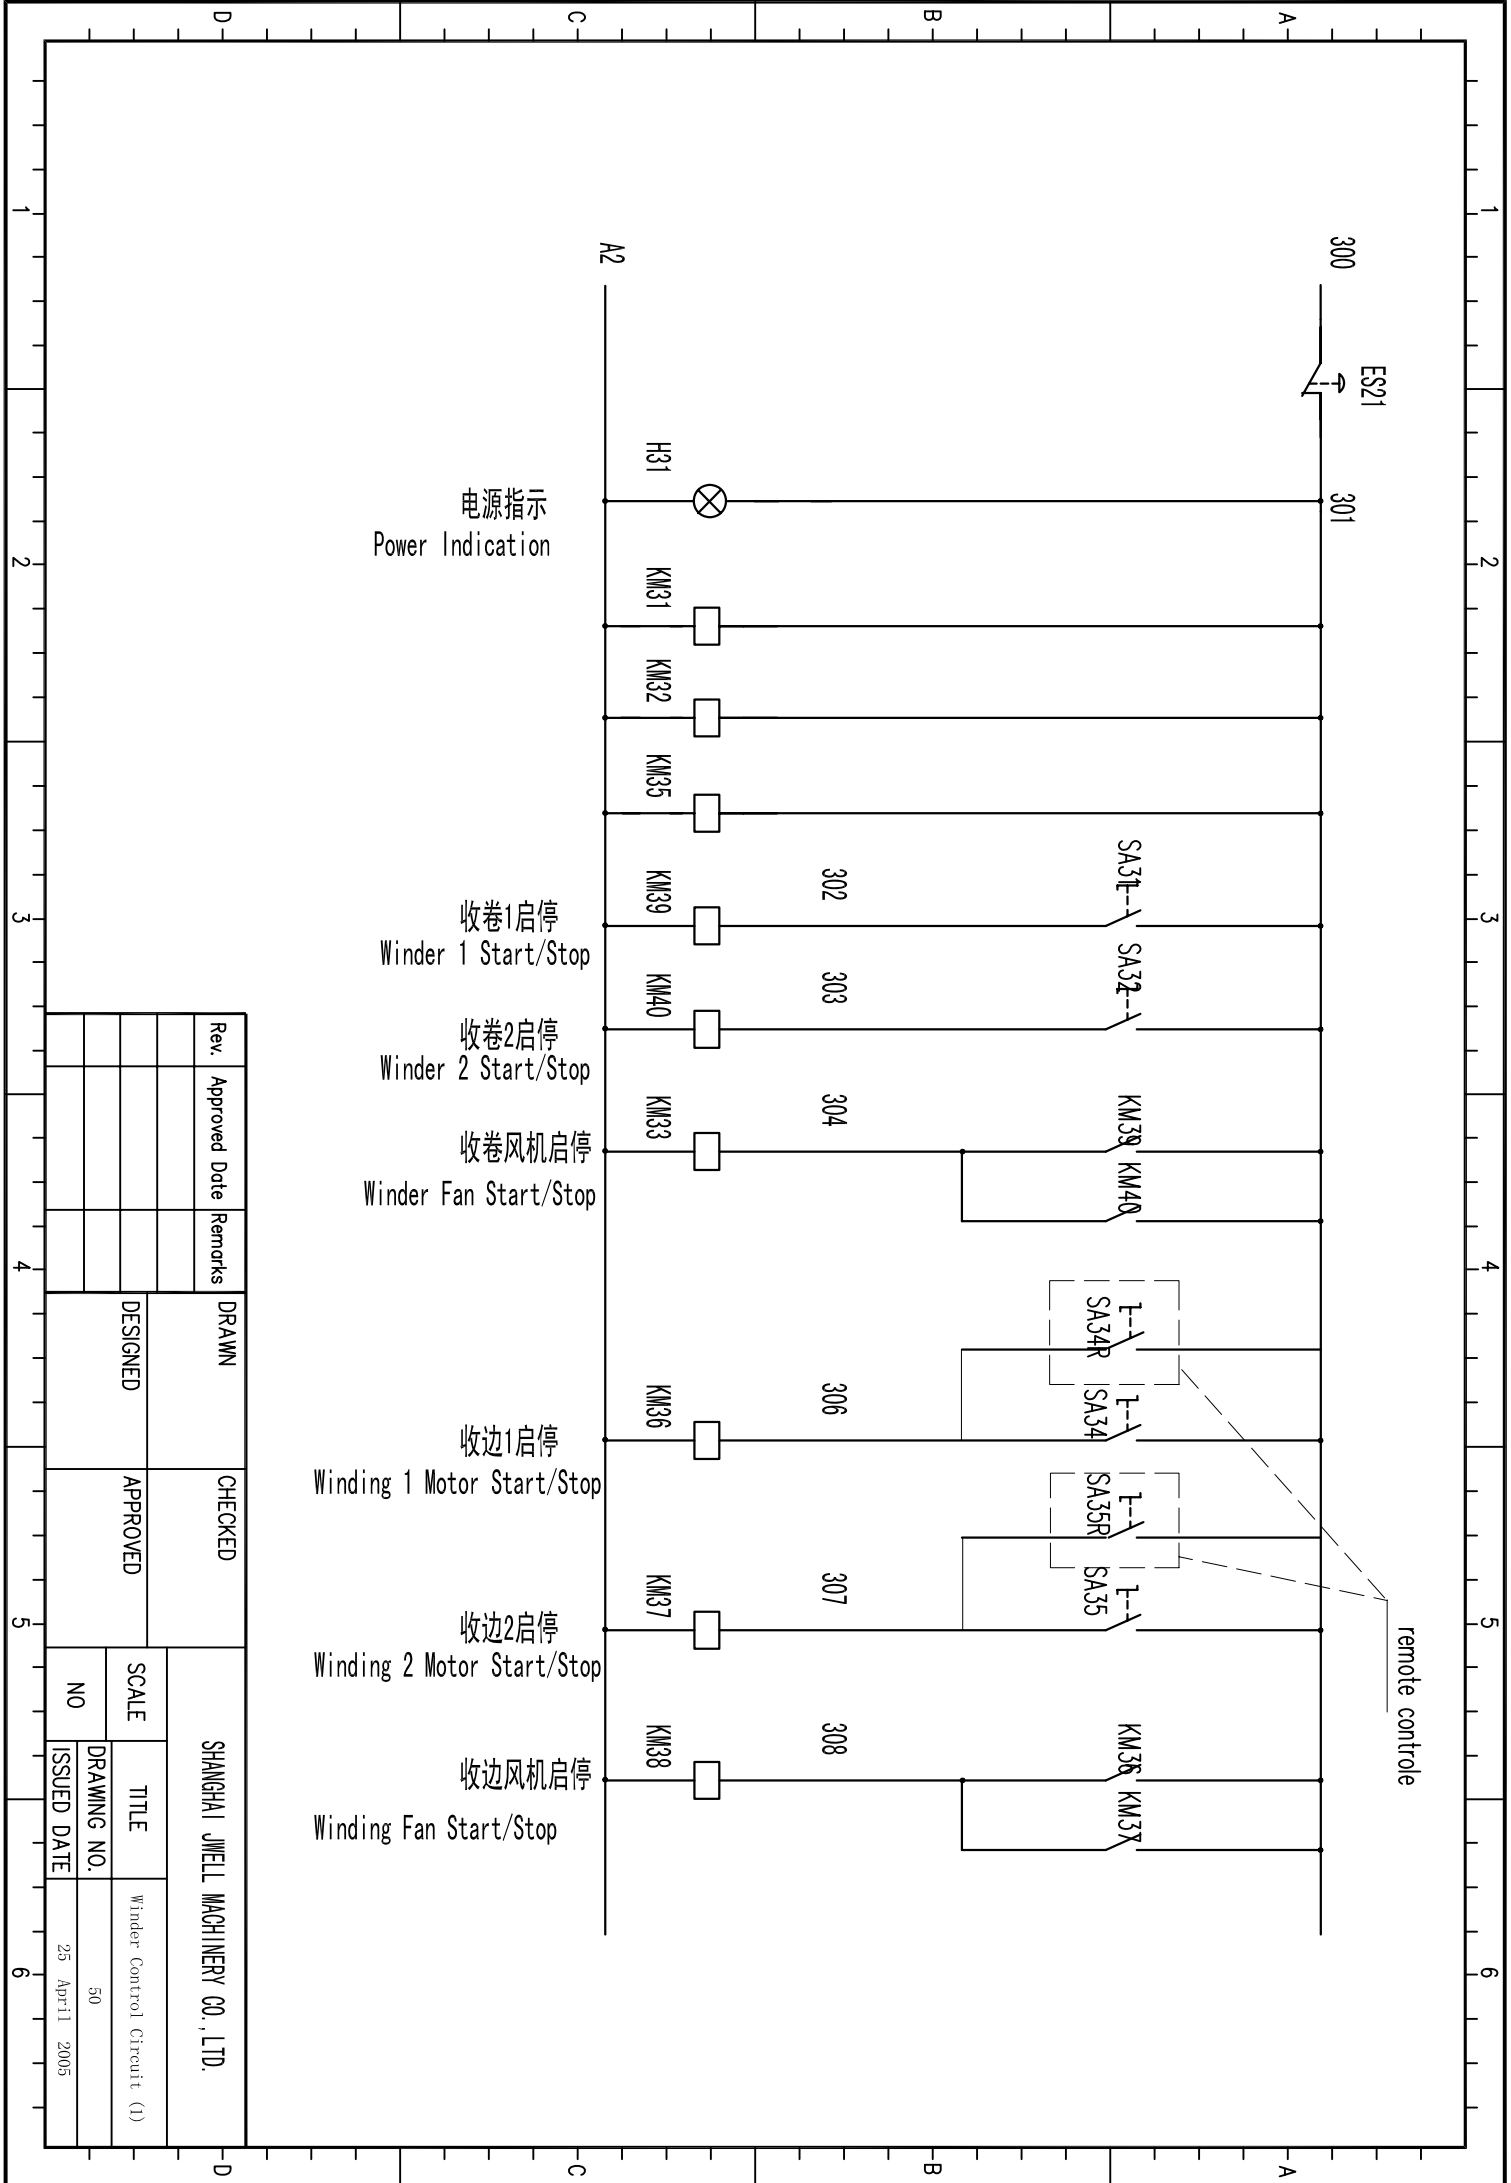 1
2
3
4
5
6
A
B
C
D
A
B
C
D
300
ES21
301
remote controle
SA31
SA32
KM39
KM40
SA34R
SA34
SA35R
SA35
KM36
KM37
302
303
304
306
307
308
A2
H31
KM31
KM32
KM35
KM39
KM40
KM33
KM36
KM37
KM38
电源指示
Power Indication
收卷1启停
Winder 1 Start/Stop
收卷2启停
Winder 2 Start/Stop
收卷风机启停
Winder Fan Start/Stop
收边1启停
Winding 1 Motor Start/Stop
收边2启停
Winding 2 Motor Start/Stop
收边风机启停
Winding Fan Start/Stop
Rev. Approved Date Remarks
DRAWN
DESIGNED
CHECKED
APPROVED
SHANGHAI JWELL MACHINERY CO.,LTD.
SCALE
NO
TITLE Winder Control Circuit (1)
DRAWING NO. 50
ISSUED DATE 25 April 2005
1
2
3
4
5
6